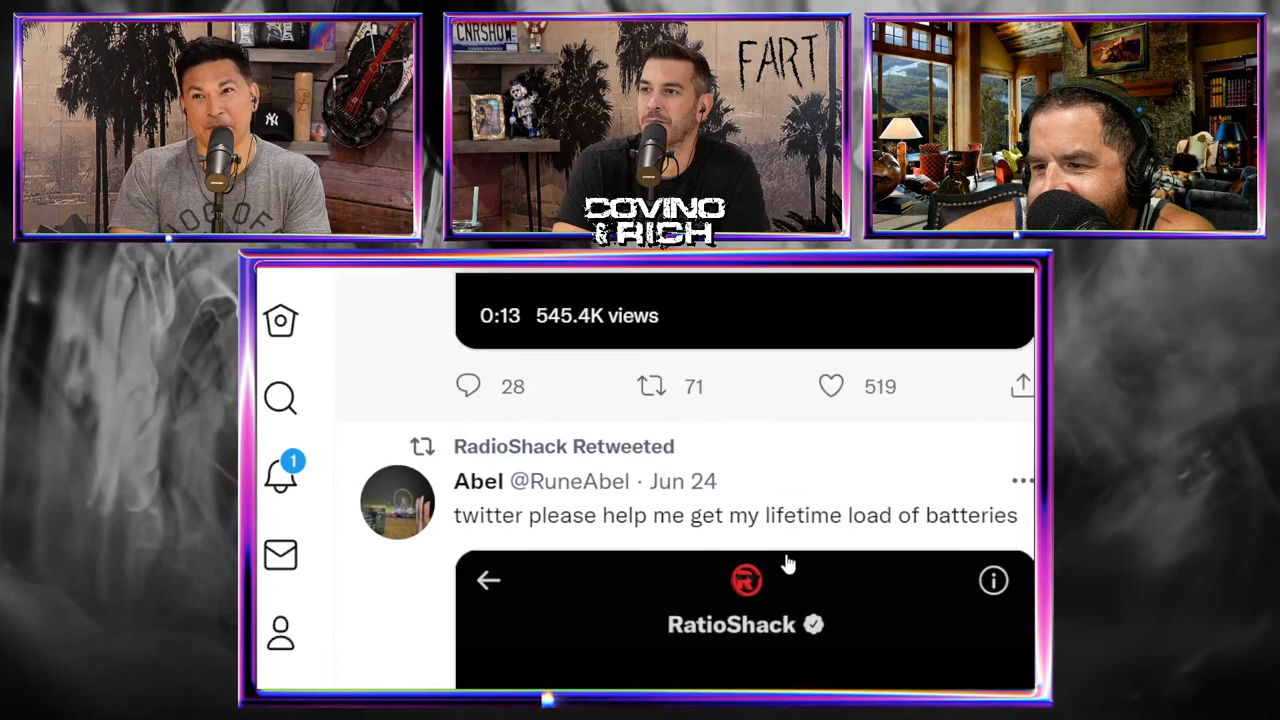 CNRSHOW
FART
OCOF
COVINO
& RICH
0:13 545.4K views
28 71 519
RadioShack Retweeted
1
Abel @RuneAbel · Jun 24
twitter please help me get my lifetime load of batteries
RatioShack